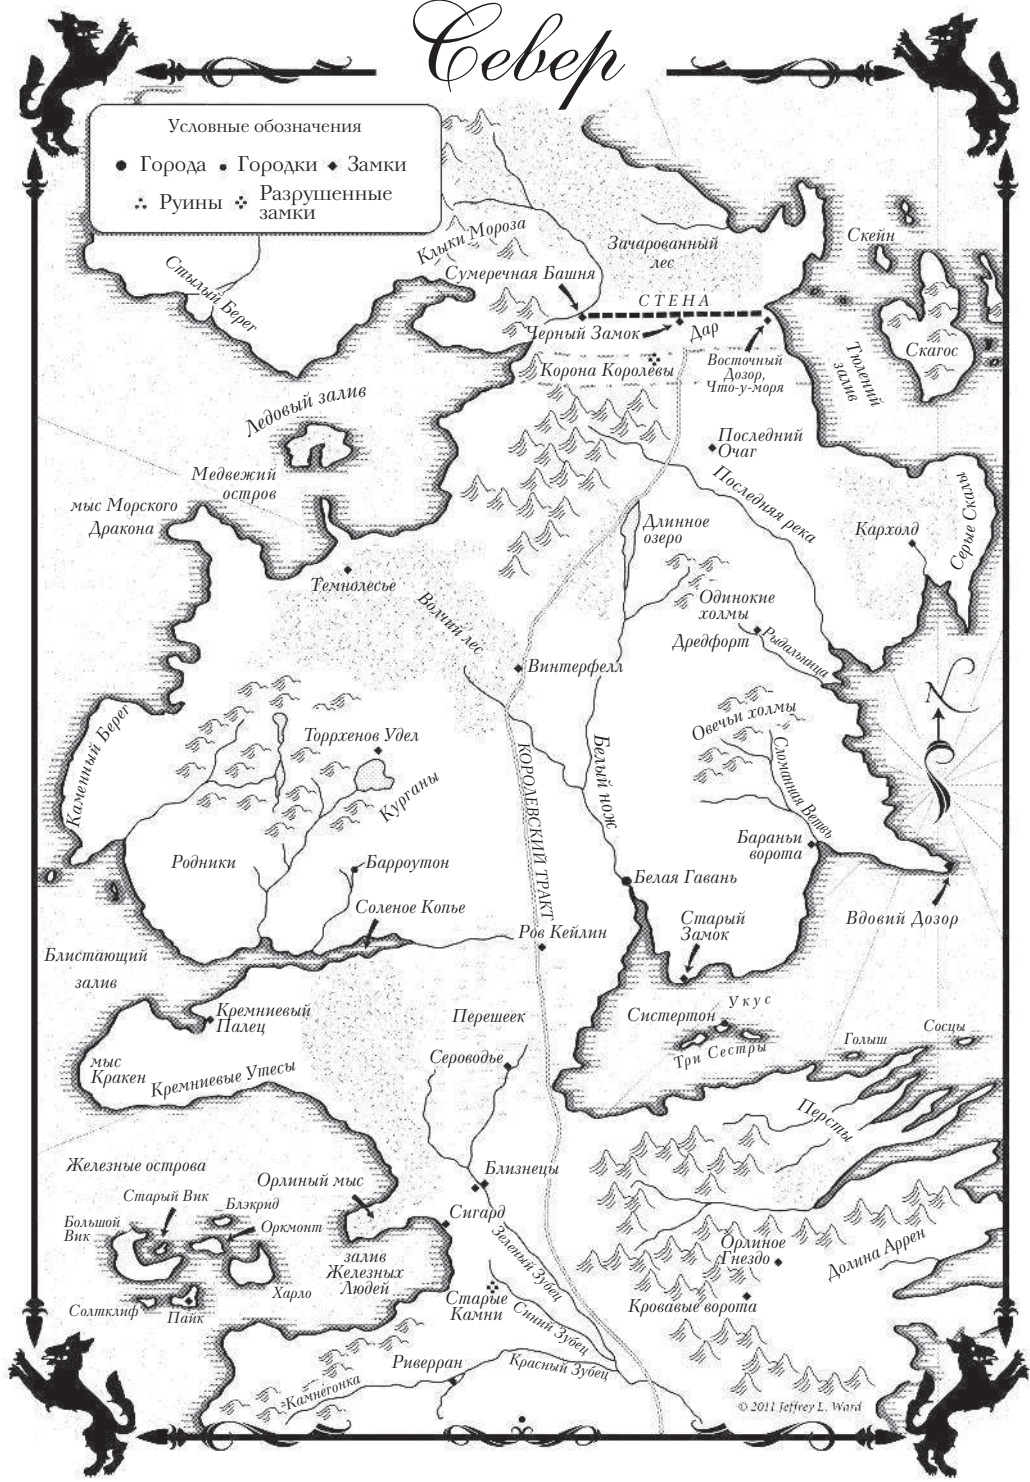 Север
Условные обозначения
Города
Городки
Замки
Руины
Разрушенные
замки
Стылый Берег
Клыки Мороза
Зачарованный
лес
Скейн
Сумеречная Башня
СТЕНА
Черный Замок
Дар
Корона Королевы
Восточный
Дозор,
Что-у-моря
Тюлений
залив
Скагос
Ледовый залив
Последний
Очаг
Медвежий
остров
мыс Морского
Дракона
Последняя река
Длинное
озеро
Кархолд
Серые Скалы
Темнолесье
Волчий лес
Одинокие
холмы
Дредфорт
Рыдальница
Винтерфелл
Каменный Берег
Торрхенов Удел
Курганы
КОРОЛЕВСКИЙ ТРАКТ
Белый нож
Овечьи холмы
Сломанная Ветвь
Бараньи
ворота
Родники
Барроутон
Белая Гавань
Вдовий Дозор
Соленое Копье
Старый
Замок
Ров Кейлин
Блистающий
залив
Кремниевый
Палец
Перешеек
Систертон
Укус
Три Сестры
Голыш
Сосцы
мыс
Кракен
Кремниевые Утесы
Сероводье
Персты
Железные острова
Орлиный мыс
Близнецы
Старый Вик
Блэкрид
Большой
Вик
Оркмонт
Сигард
Зеленый Зубец
Орлиное
Гнездо
Долина Аррен
залив
Железных
Людей
Харло
Солтклиф
Пайк
Старые
Камни
Синий Зубец
Кровавые ворота
Риверран
Красный Зубец
Камнегонка
© 2011 Jeffrey L. Ward